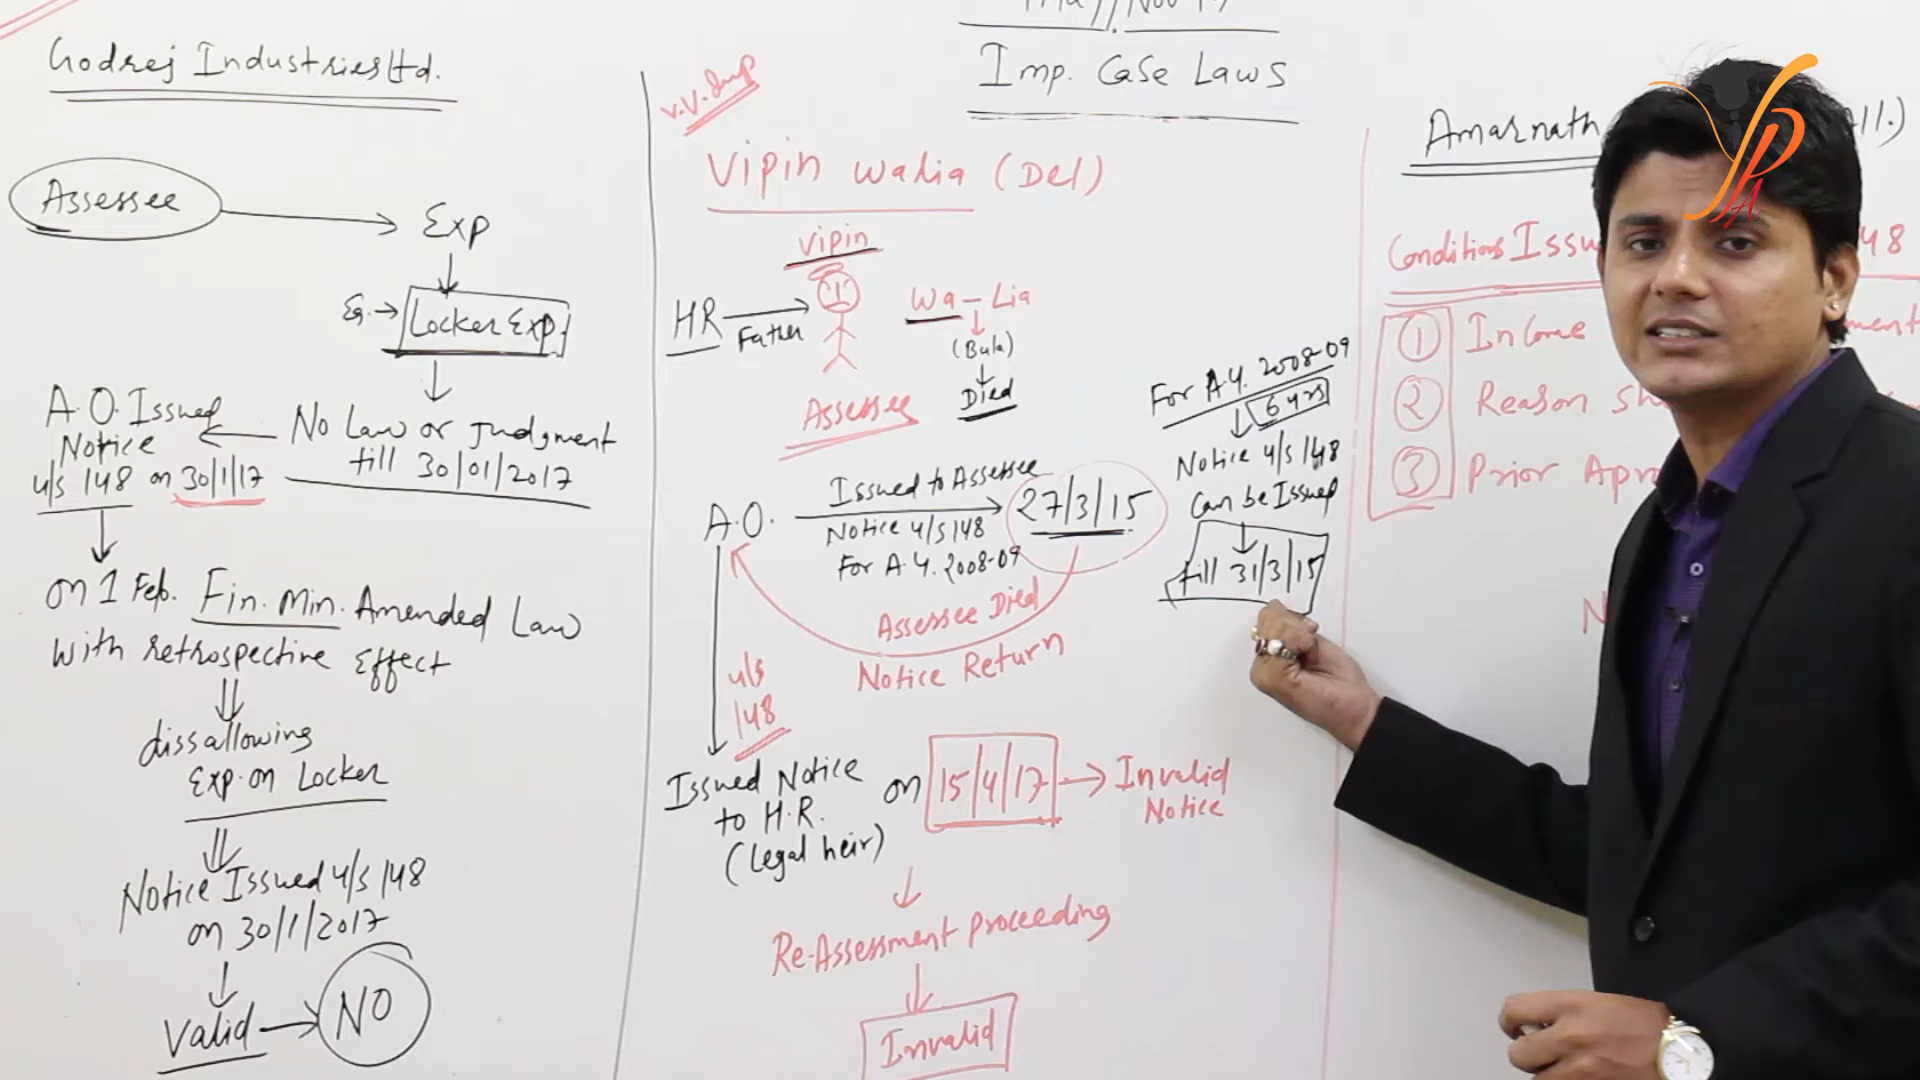 Godrej Industries Ltd.
Assessee
Exp
Eg.
Locker Exp.
No Law or Judgment
till 30/01/2017
A.O. Issued
Notice
u/s 148 on 30/1/17
on 1 Feb. Fin. Min. Amended Law
with retrospective Effect
dissallowing
Exp. on Locker
Notice Issued u/s 148
on 30/1/2017
Valid
NO
Imp. Case Laws
V.V. Imp
Vipin Walia (Del)
Vipin
HR
Father
Wa - Lia
(Bula)
Died
Assessee
A.O.
Issued to Assessee
Notice u/s 148
For A.Y. 2008-09
27/3/15
Assessee Died
Notice Return
u/s
148
Issued Notice
to H.R.
(Legal heir)
on 15/4/17
Invalid
Notice
Re-Assessment proceeding
Invalid
For A.Y. 2008-09
6 yrs
Notice u/s 148
Can be Issued
till 31/3/15
Amarnath
Conditions
48
1 Income
2 Reason
3 Prior
VP
A